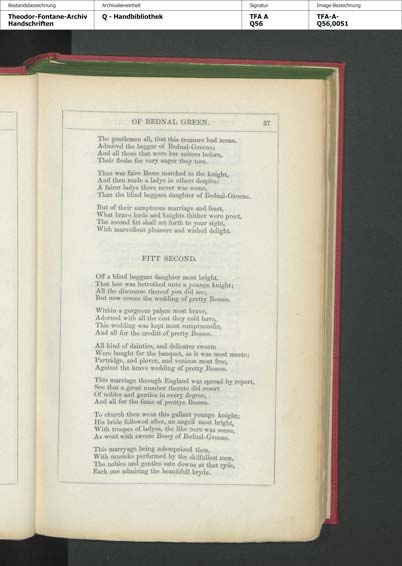 Bestandsbezeichnung Archivalieneinheit Signatur Image-Bezeichnung
Theodor-Fontane-Archiv Q - Handbibliothek TFA A TFA-A-
Handschriften Q56 Q56,0051
OF BEDNAL GREEN. 37
The gentlemen all, that this treasure had seene,
Admired the beggar of Bednal-Greene;
And all those that were her suitors before,
Their fleshe for very anger they tore.
Thus was faire Besse matched to the knight,
And then made a ladye in others despite:
A fairer ladye there never was seene,
Than the blind beggars daughter of Bednal-Greene.
But of their sumptuous marriage and feast,
What brave lords and knights thither were prest,
The second fitt shall set forth to your sight,
With marvellous pleasure and wished delight.
FITT SECOND.
Off a blind beggars daughter most bright,
That late was betrothed unto a younge knight;
All the discourse thereof you did see;
But now comes the wedding of pretty Bessee.
Within a gorgeous palace most brave,
Adorned with all the cost they cold have,
This wedding was kept most sumptuouslie,
And all for the creditt of pretty Bessee.
All kind of dainties, and delicates sweete
Were bought for the banquet, as it was most meete;
Partridge, and plover, and venison most free,
Against the brave wedding of pretty Bessee.
This marriage through England was spread by report,
Soe that a great number thereto did resort
Of nobles and gentles in every degree,
And all for the fame of prettye Bessee.
To church then went this gallant younge knight;
His bride followed after, an angell most bright,
With troopes of ladyes, the like nere was seene,
As went with sweete Bessy of Bednal-Greene.
This marryage being solempnized then,
With musicke performed by the skilfullest men,
The nobles and gentles sate downe at that tyde,
Each one admiring the beautifull bryde.